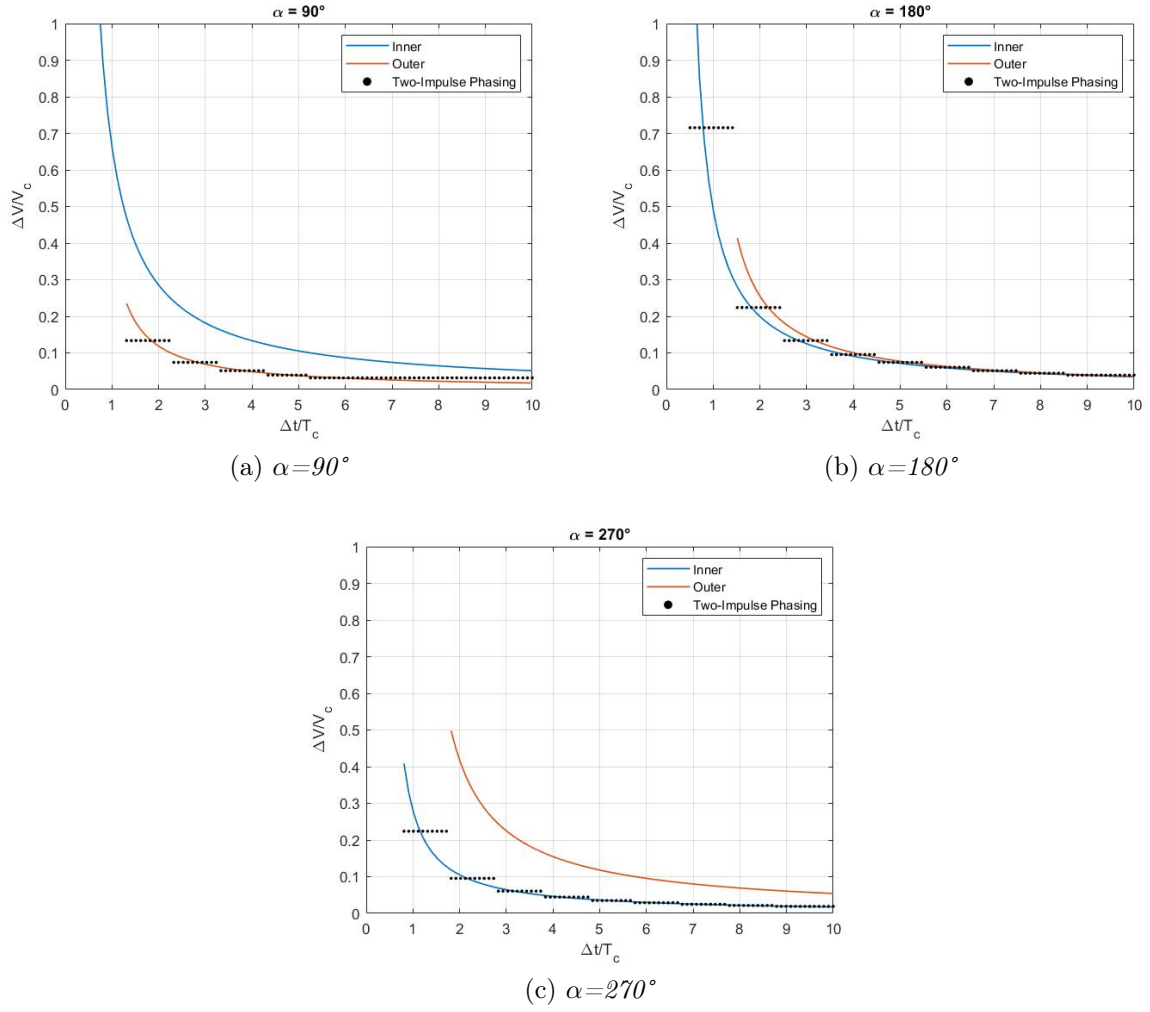 α = 90°
Inner
Outer
Two-Impulse Phasing
1
0.9
0.8
0.7
0.6
0.5
0.4
0.3
0.2
0.1
0
ΔV/V_c
0 1 2 3 4 5 6 7 8 9 10
Δt/T_c
(a) α=90°
α = 180°
Inner
Outer
Two-Impulse Phasing
1
0.9
0.8
0.7
0.6
0.5
0.4
0.3
0.2
0.1
0
ΔV/V_c
0 1 2 3 4 5 6 7 8 9 10
Δt/T_c
(b) α=180°
α = 270°
Inner
Outer
Two-Impulse Phasing
1
0.9
0.8
0.7
0.6
0.5
0.4
0.3
0.2
0.1
0
ΔV/V_c
0 1 2 3 4 5 6 7 8 9 10
Δt/T_c
(c) α=270°